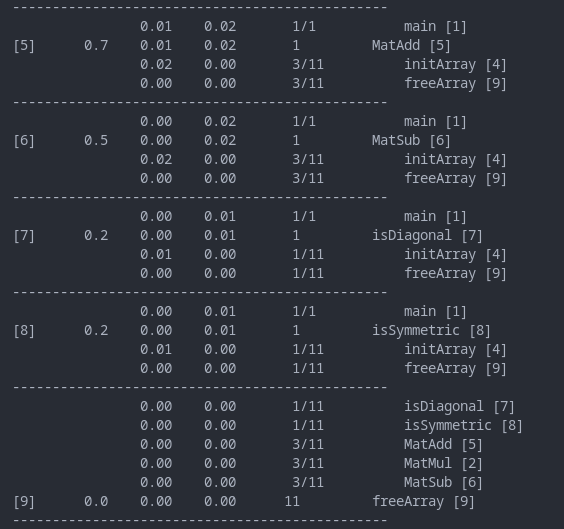 -----------------------------------------------
                0.01    0.02       1/1           main [1]
[5]      0.7    0.01    0.02       1         MatAdd [5]
                0.02    0.00       3/11          initArray [4]
                0.00    0.00       3/11          freeArray [9]
-----------------------------------------------
                0.00    0.02       1/1           main [1]
[6]      0.5    0.00    0.02       1         MatSub [6]
                0.02    0.00       3/11          initArray [4]
                0.00    0.00       3/11          freeArray [9]
-----------------------------------------------
                0.00    0.01       1/1           main [1]
[7]      0.2    0.00    0.01       1         isDiagonal [7]
                0.01    0.00       1/11          initArray [4]
                0.00    0.00       1/11          freeArray [9]
-----------------------------------------------
                0.00    0.01       1/1           main [1]
[8]      0.2    0.00    0.01       1         isSymmetric [8]
                0.01    0.00       1/11          initArray [4]
                0.00    0.00       1/11          freeArray [9]
-----------------------------------------------
                0.00    0.00       1/11          isDiagonal [7]
                0.00    0.00       1/11          isSymmetric [8]
                0.00    0.00       3/11          MatAdd [5]
                0.00    0.00       3/11          MatMul [2]
                0.00    0.00       3/11          MatSub [6]
[9]      0.0    0.00    0.00      11         freeArray [9]
-----------------------------------------------